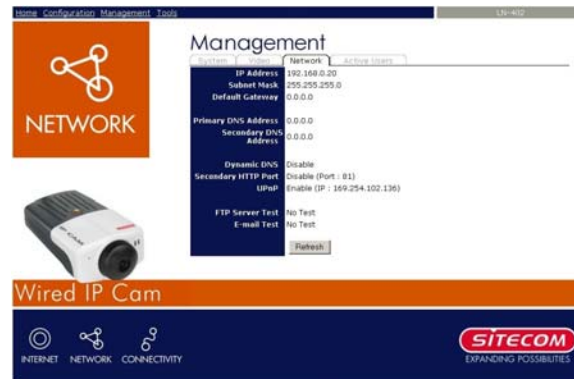 Home Configuration Management Tools
LN-402
Management
System Video Network Active Users
NETWORK
IP Address 192.168.0.20
Subnet Mask 255.255.255.0
Default Gateway 0.0.0.0
Primary DNS Address 0.0.0.0
Secondary DNS Address 0.0.0.0
Dynamic DNS Disable
Secondary HTTP Port Disable (Port : 81)
UPnP Enable (IP : 169.254.102.136)
FTP Server Test No Test
E-mail Test No Test
Refresh
IP CAM
Wired IP Cam
INTERNET NETWORK CONNECTIVITY
SITECOM
EXPANDING POSSIBILITIES